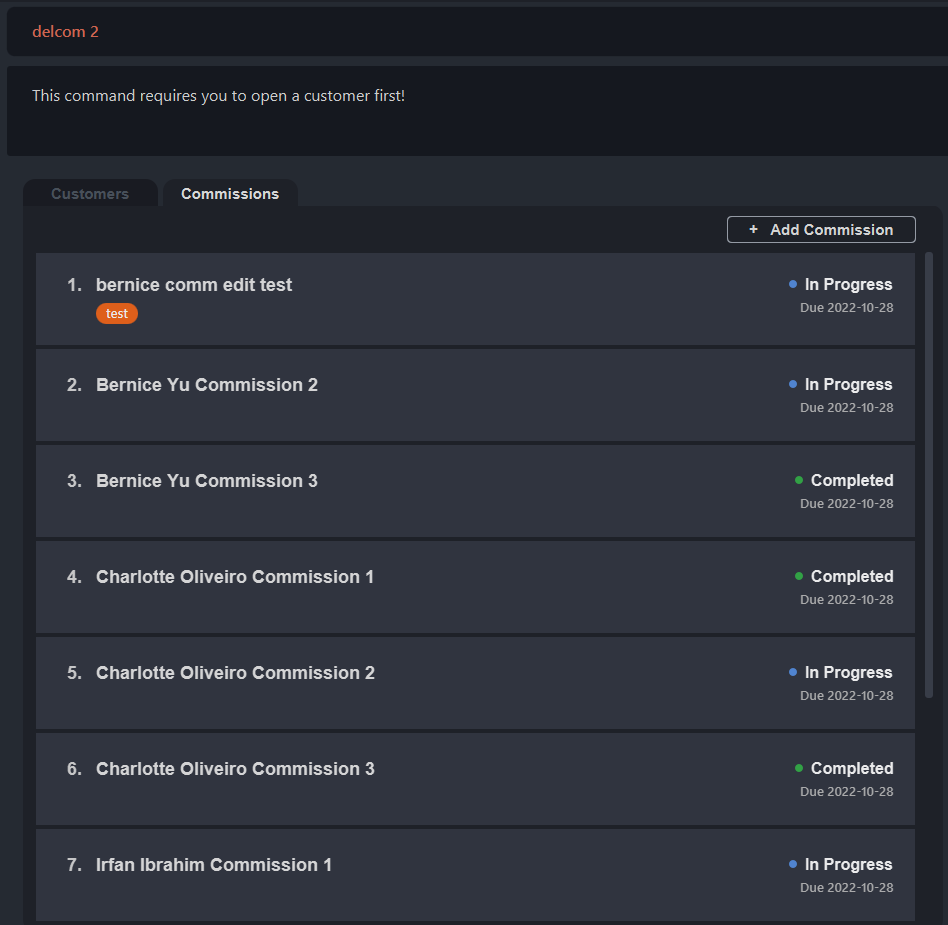 delcom 2
This command requires you to open a customer first!
Customers
Commissions
+ Add Commission
1. bernice comm edit test
In Progress
test
Due 2022-10-28
2. Bernice Yu Commission 2
In Progress
Due 2022-10-28
3. Bernice Yu Commission 3
Completed
Due 2022-10-28
4. Charlotte Oliveiro Commission 1
Completed
Due 2022-10-28
5. Charlotte Oliveiro Commission 2
In Progress
Due 2022-10-28
6. Charlotte Oliveiro Commission 3
Completed
Due 2022-10-28
7. Irfan Ibrahim Commission 1
In Progress
Due 2022-10-28